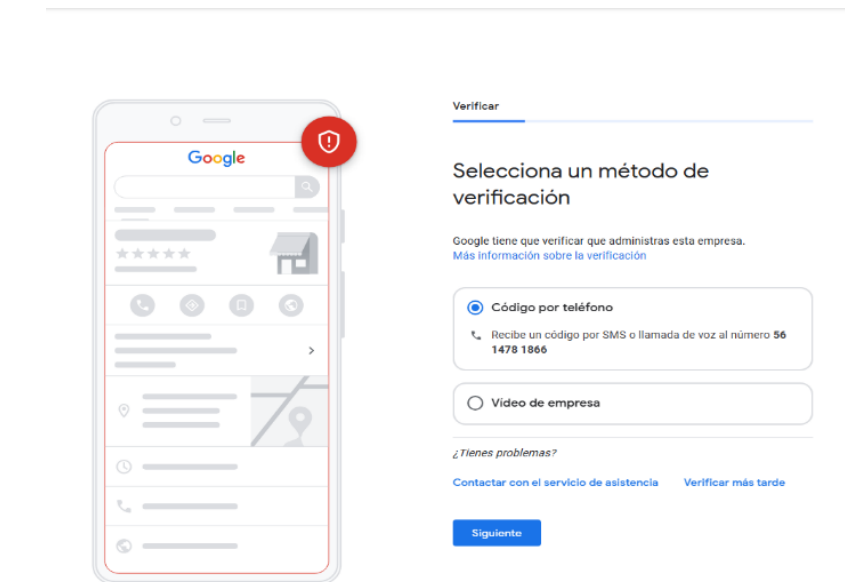 Google
Verificar
Selecciona un método de
verificación
Google tiene que verificar que administras esta empresa.
Más información sobre la verificación
Código por teléfono
Recibe un código por SMS o llamada de voz al número 56
1478 1866
Vídeo de empresa
¿Tienes problemas?
Contactar con el servicio de asistencia Verificar más tarde
Siguiente